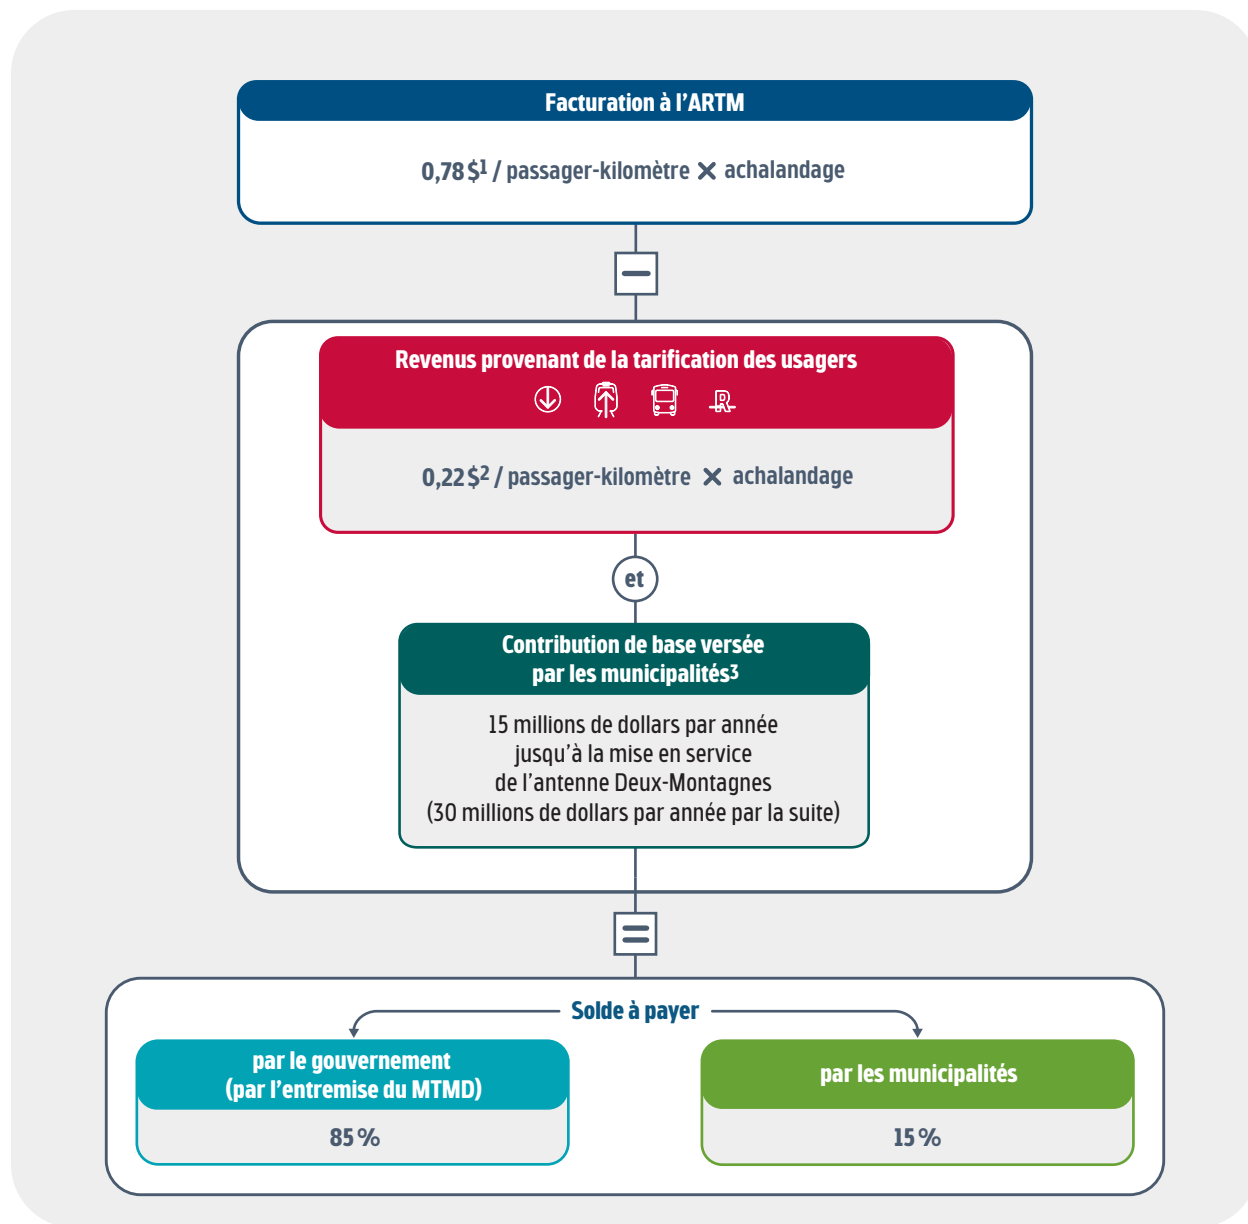 Facturation à l'ARTM
0,78 $¹ / passager-kilomètre × achalandage
−
Revenus provenant de la tarification des usagers
0,22 $² / passager-kilomètre × achalandage
et
Contribution de base versée
par les municipalités³
15 millions de dollars par année
jusqu'à la mise en service
de l'antenne Deux-Montagnes
(30 millions de dollars par année par la suite)
=
Solde à payer
par le gouvernement
(par l'entremise du MTMD)
85 %
par les municipalités
15 %